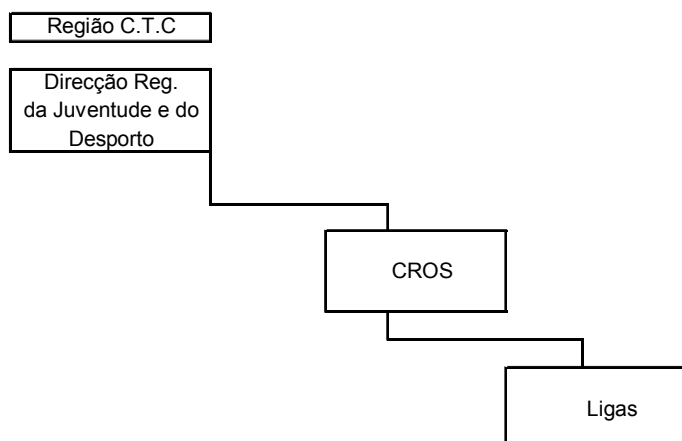 Região C.T.C
Direcção Reg.
da Juventude e do
Desporto
CROS
Ligas